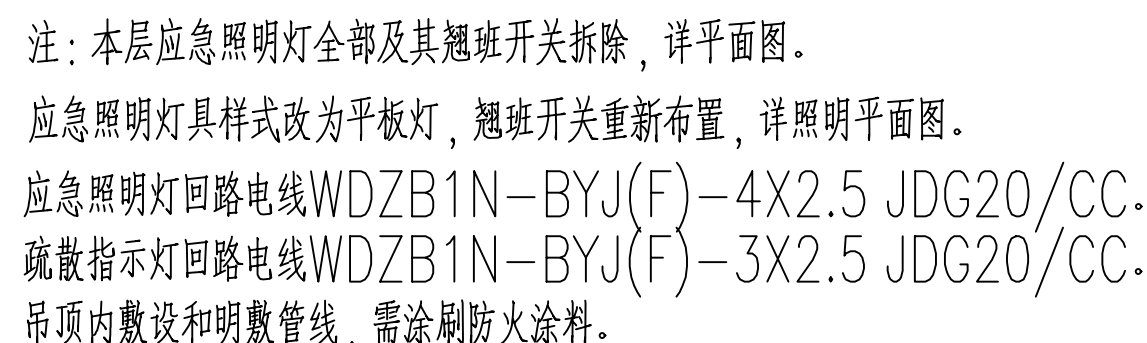 注：本层应急照明灯全部及其翘班开关拆除，详平面图。
应急照明灯具样式改为平板灯，翘班开关重新布置，详照明平面图。
应急照明灯回路电线WDZB1N-BYJ(F)-4X2.5 JDG20/CC。
疏散指示灯回路电线WDZB1N-BYJ(F)-3X2.5 JDG20/CC。
吊顶内敷设和明敷管线，需涂刷防火涂料。